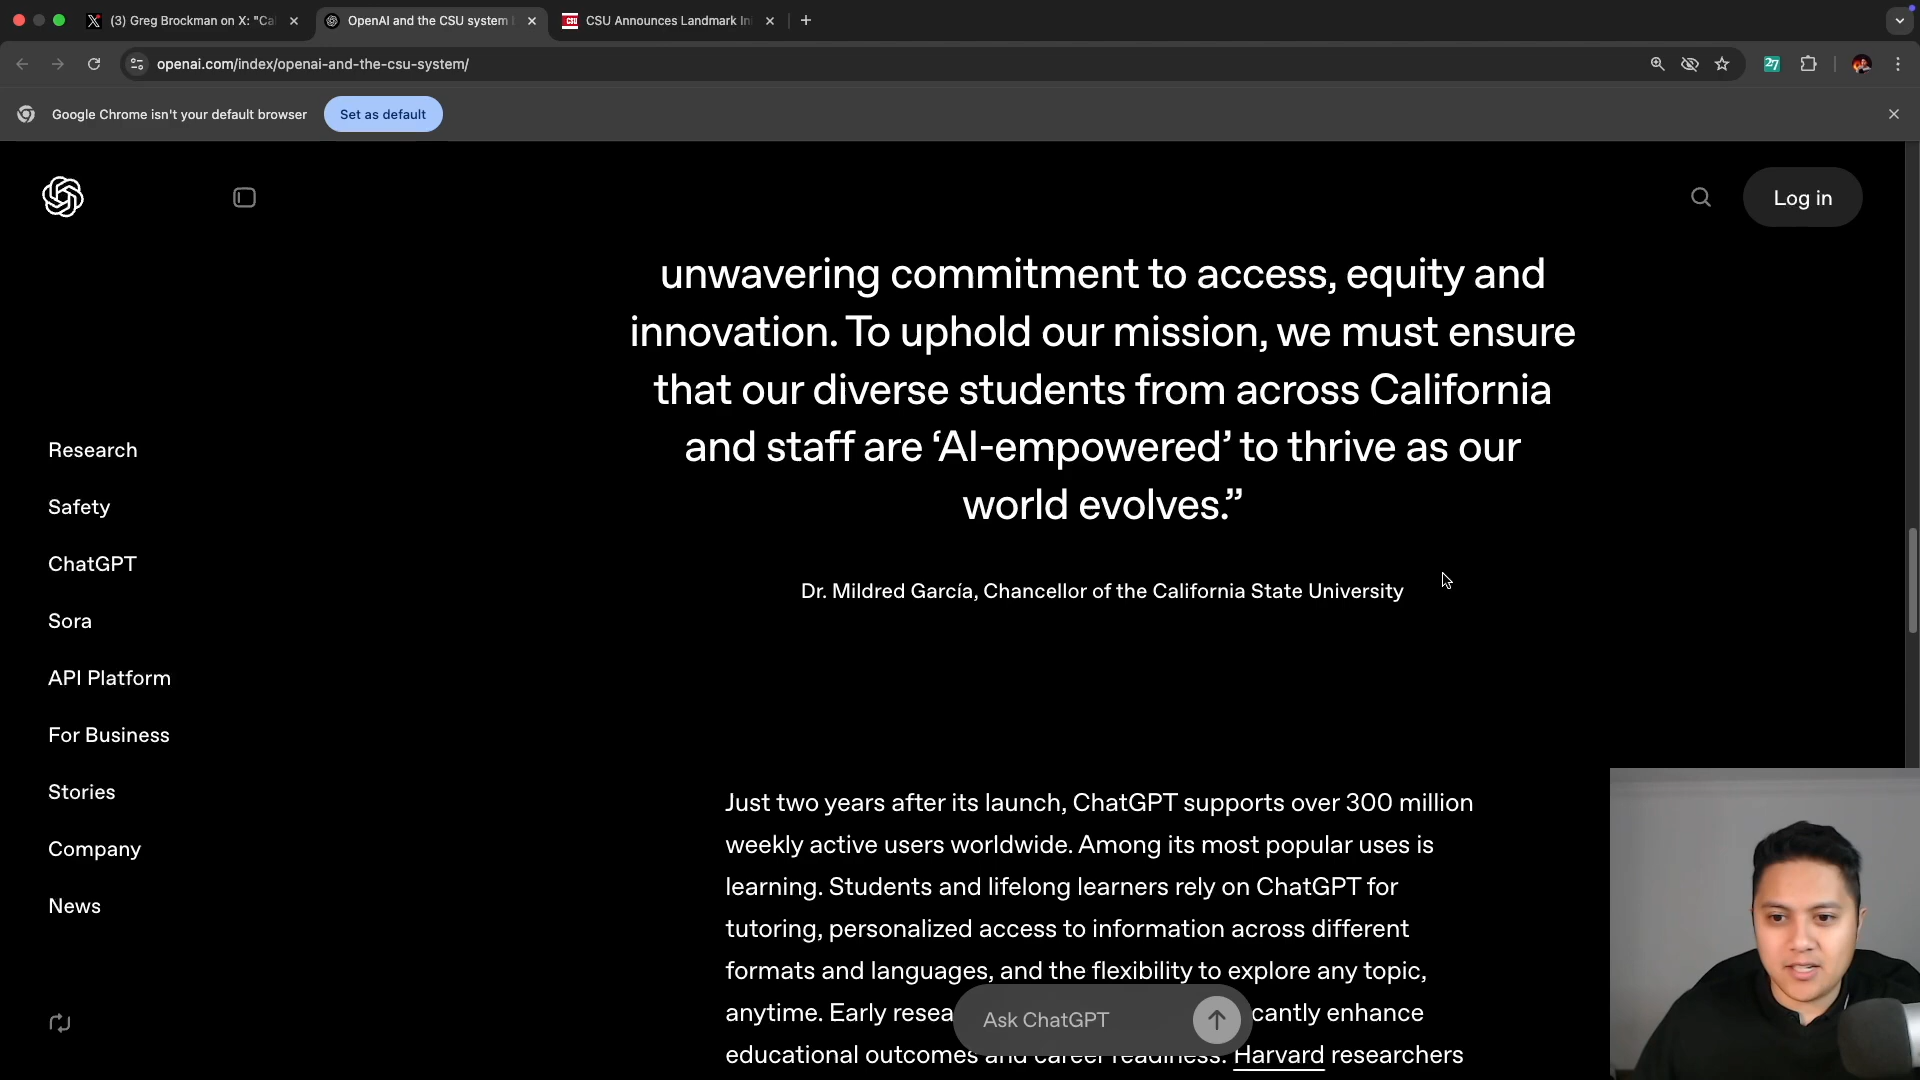 (3) Greg Brockman on X: "Ca
OpenAI and the CSU system
CSU Announces Landmark In
openai.com/index/openai-and-the-csu-system/
27
Google Chrome isn't your default browser
Set as default
Log in
unwavering commitment to access, equity and
innovation. To uphold our mission, we must ensure
that our diverse students from across California
and staff are ‘AI-empowered’ to thrive as our
world evolves.”
Dr. Mildred García, Chancellor of the California State University
Research
Safety
ChatGPT
Sora
API Platform
For Business
Stories
Company
News
Just two years after its launch, ChatGPT supports over 300 million
weekly active users worldwide. Among its most popular uses is
learning. Students and lifelong learners rely on ChatGPT for
tutoring, personalized access to information across different
formats and languages, and the flexibility to explore any topic,
anytime. Early resea
cantly enhance
educational outcomes and career readiness. Harvard researchers
Ask ChatGPT